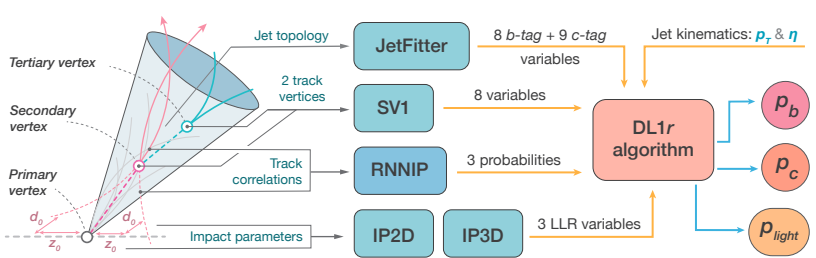 Jet topology
JetFitter
8 b-tag + 9 c-tag
variables
Jet kinematics: pT & η
Tertiary vertex
2 track
vertices
SV1
8 variables
Secondary
vertex
DL1r
algorithm
pb
Track
correlations
RNNIP
3 probabilities
pc
Primary
vertex
d0
d0
z0
z0
Impact parameters
IP2D
IP3D
3 LLR variables
plight